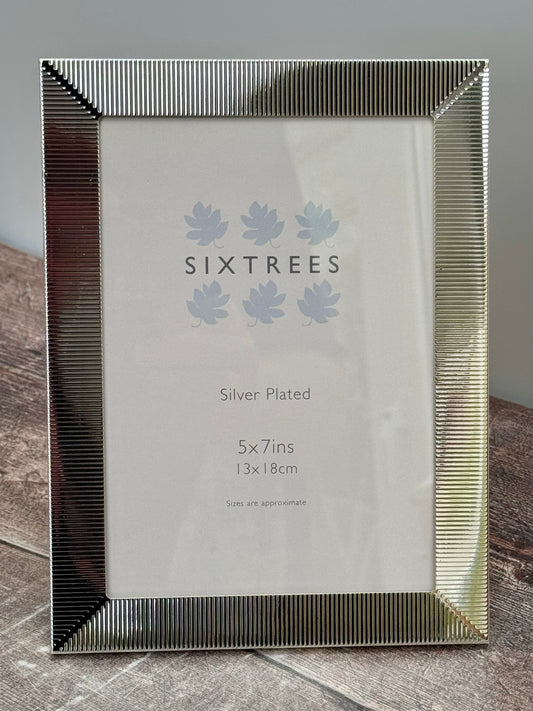 SIXTREES
Silver Plated
5x7ins
13x18cm
Sizes are approximate